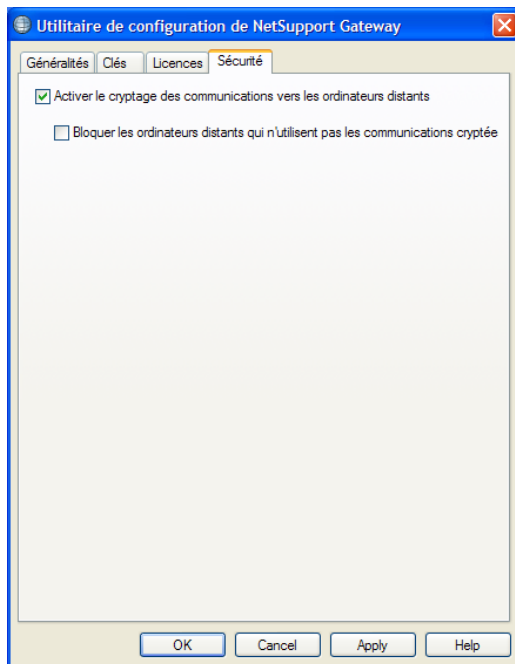 Utilitaire de configuration de NetSupport Gateway
Généralités Clés Licences Sécurité
Activer le cryptage des communications vers les ordinateurs distants
Bloquer les ordinateurs distants qui n'utilisent pas les communications cryptée
OK Cancel Apply Help